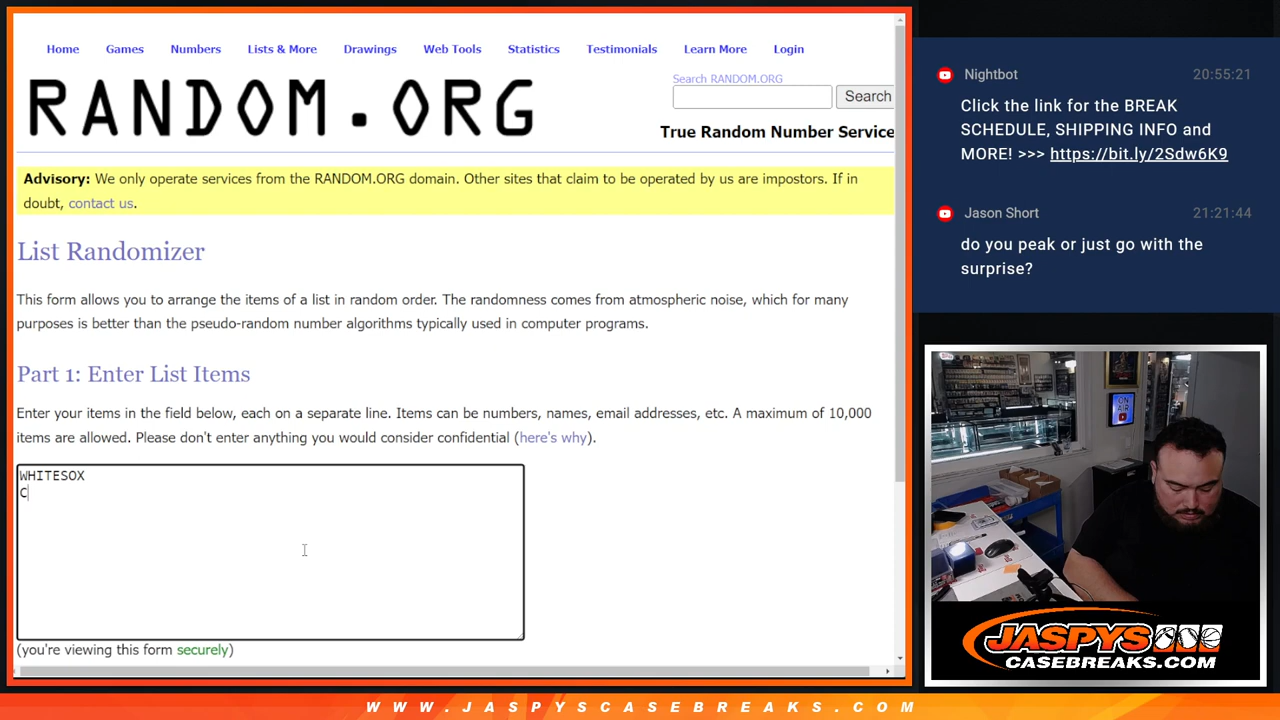 Home Games Numbers Lists & More Drawings Web Tools Statistics Testimonials Learn More Login
RANDOM.ORG
Search RANDOM.ORG
Search
True Random Number Service
Advisory: We only operate services from the RANDOM.ORG domain. Other sites that claim to be operated by us are impostors. If in
doubt, contact us.
List Randomizer
This form allows you to arrange the items of a list in random order. The randomness comes from atmospheric noise, which for many
purposes is better than the pseudo-random number algorithms typically used in computer programs.
Part 1: Enter List Items
Enter your items in the field below, each on a separate line. Items can be numbers, names, email addresses, etc. A maximum of 10,000
items are allowed. Please don't enter anything you would consider confidential (here's why).
WHITESOX
C
(you're viewing this form securely)
Nightbot 20:55:21
Click the link for the BREAK
SCHEDULE, SHIPPING INFO and
MORE! >>> https://bit.ly/2Sdw6K9
Jason Short 21:21:44
do you peak or just go with the
surprise?
ON
AIR
JASPYS
CASEBREAKS.COM
WWW.JASPYSCASEBREAKS.COM